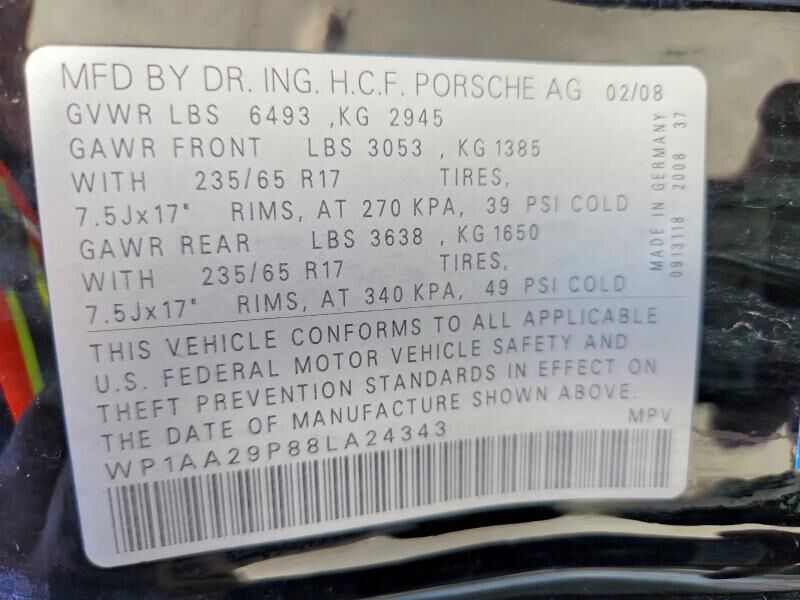 MFD BY DR. ING. H.C.F. PORSCHE AG 02/08
GVWR LBS 6493 ,KG 2945
GAWR FRONT LBS 3053 , KG 1385
WITH 235/65 R17 TIRES,
7.5Jx17" RIMS, AT 270 KPA, 39 PSI COLD
GAWR REAR LBS 3638 , KG 1650
WITH 235/65 R17 TIRES,
7.5Jx17" RIMS, AT 340 KPA, 49 PSI COLD
THIS VEHICLE CONFORMS TO ALL APPLICABLE
U.S. FEDERAL MOTOR VEHICLE SAFETY AND
THEFT PREVENTION STANDARDS IN EFFECT ON
THE DATE OF MANUFACTURE SHOWN ABOVE.
WP1AA29P88LA24343 MPV
MADE IN GERMANY
0913118 2008 37